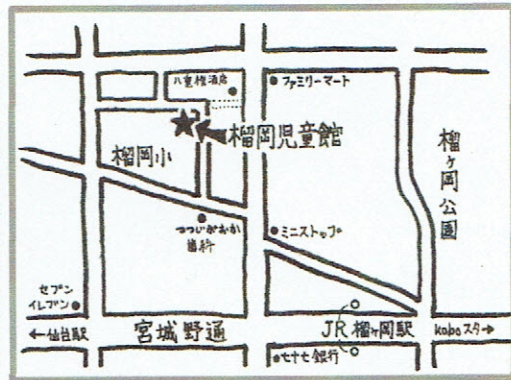 八重椎酒店
ファミリーマート
榴岡児童館
榴岡小
榴ヶ岡公園
つつじがおか
歯科
ミニストップ
セブン
イレブン
←仙台駅
宮城野通
JR榴ヶ岡駅
koboスタ→
七十七銀行